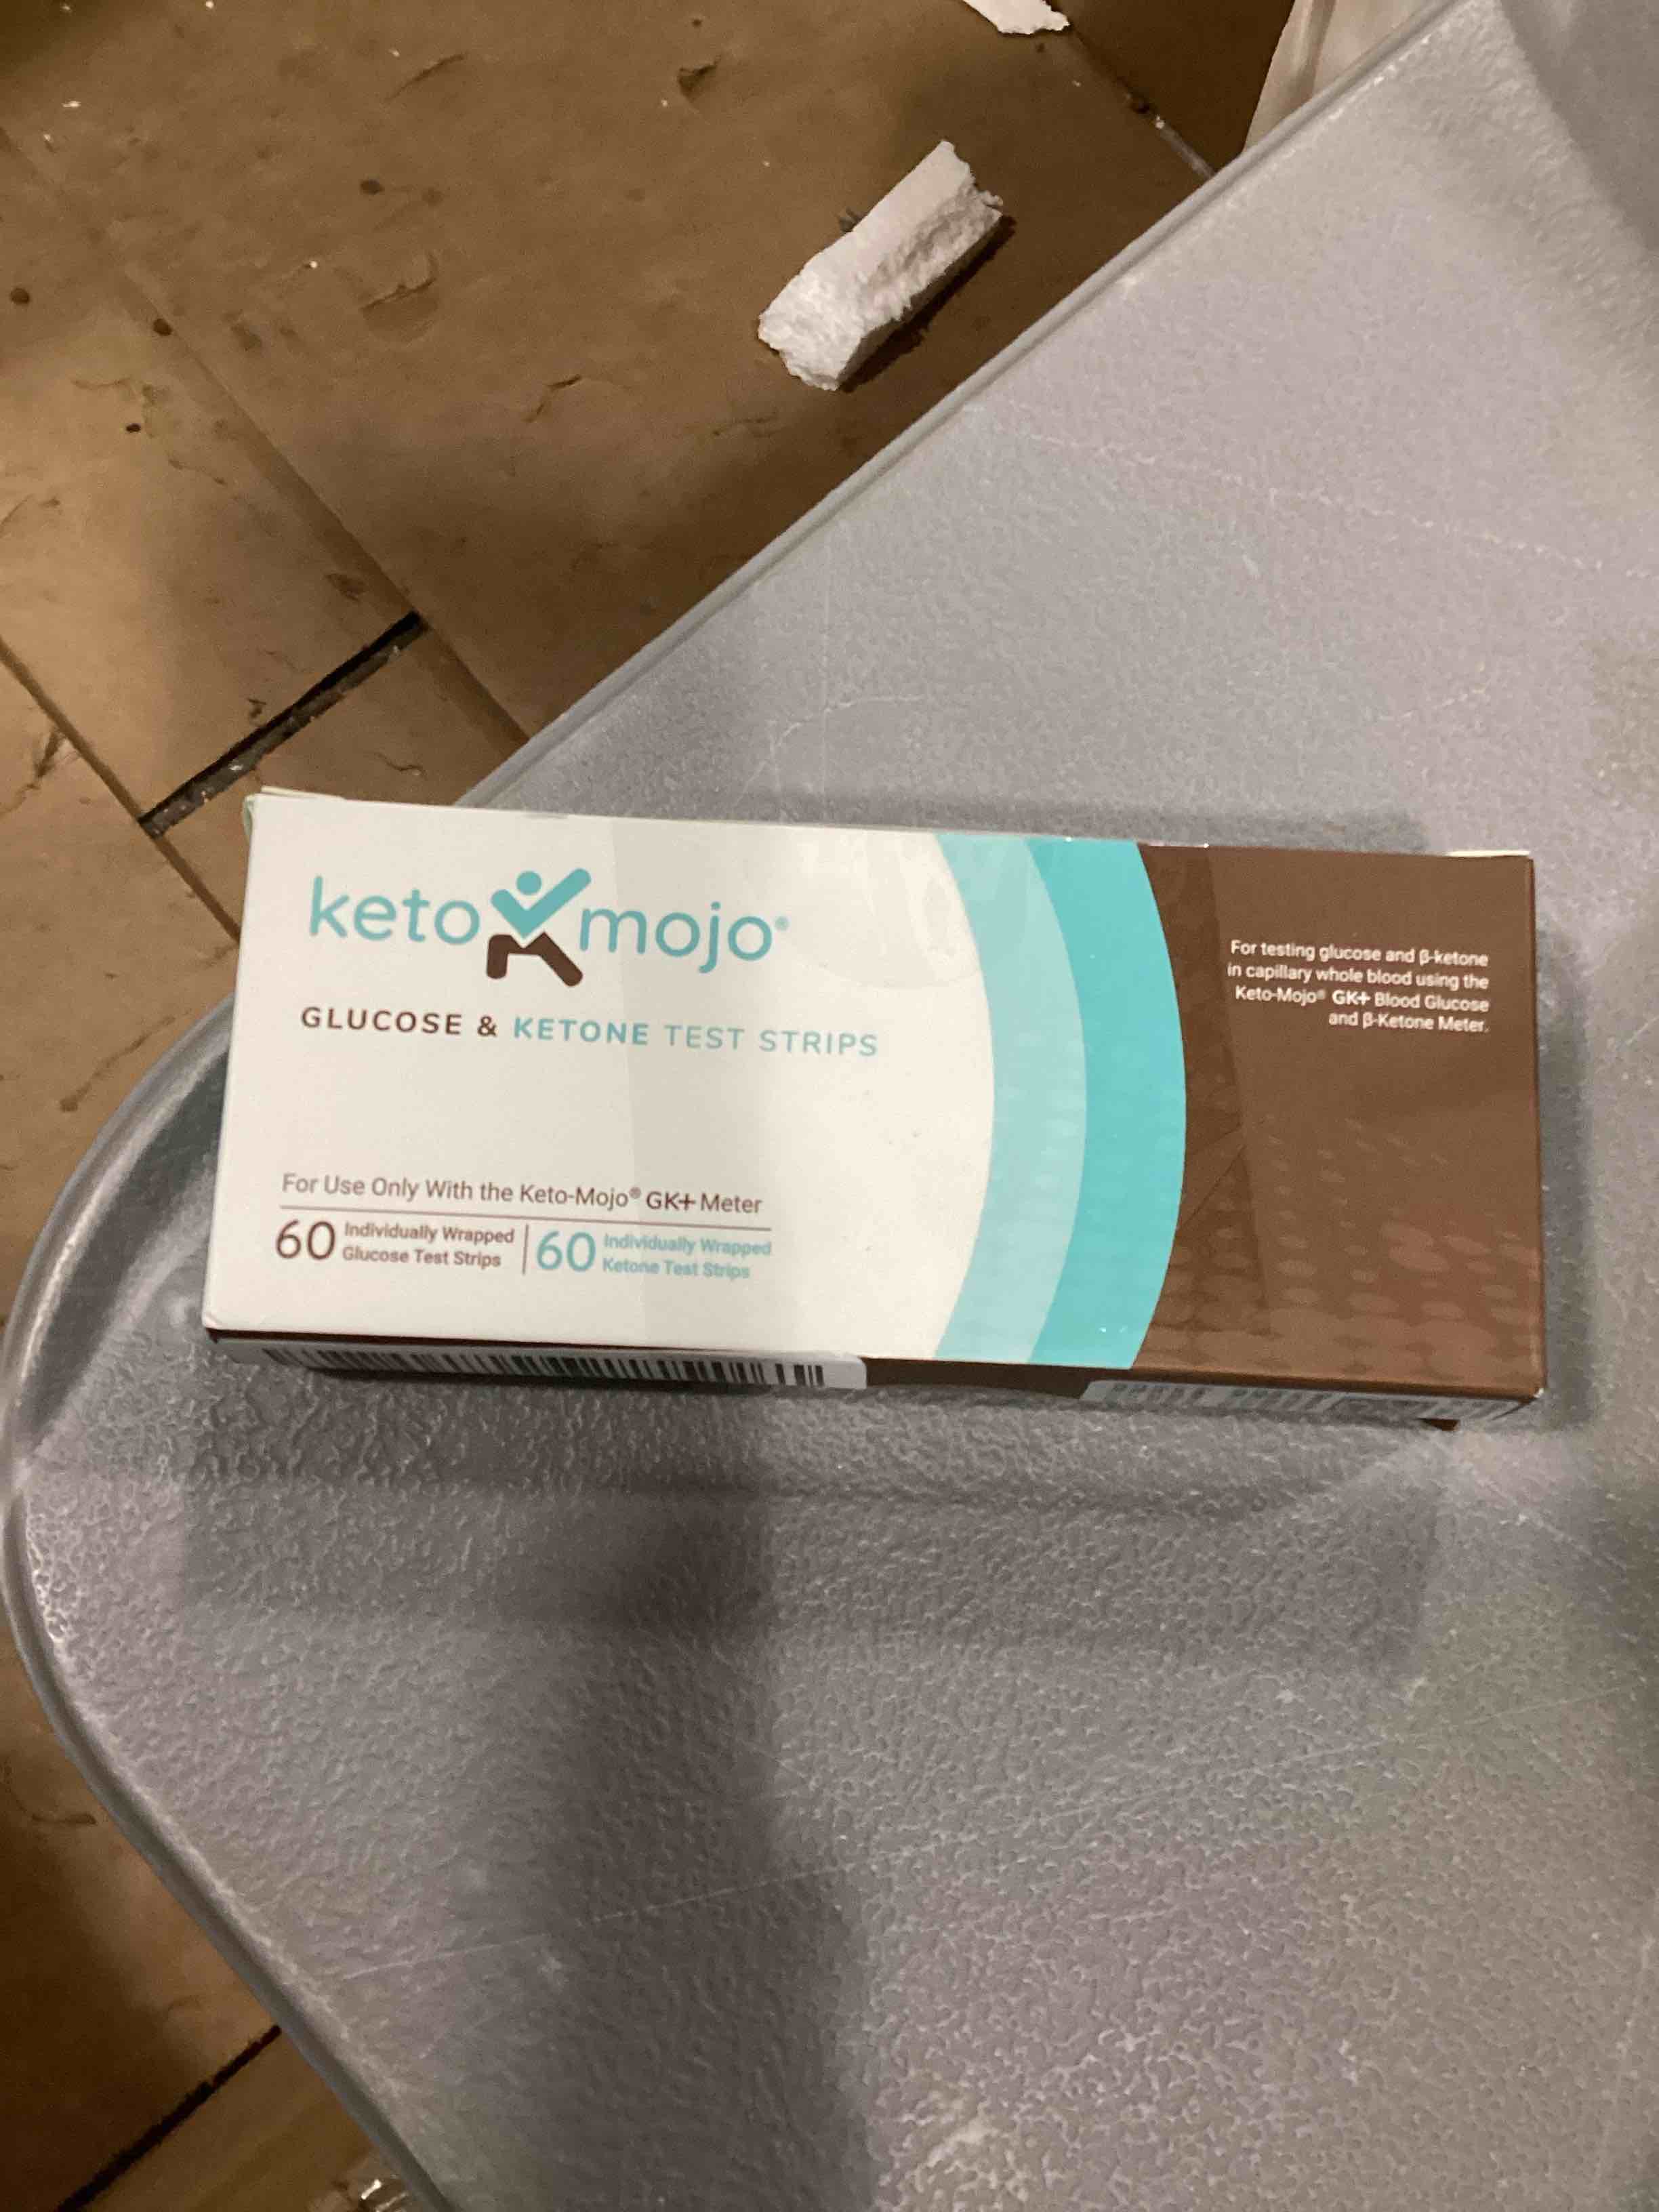 keto mojo®
GLUCOSE & KETONE TEST STRIPS
For Use Only With the Keto-Mojo® GK+ Meter
60 Individually Wrapped
Glucose Test Strips
60 Individually Wrapped
Ketone Test Strips
For testing glucose and β-ketone
in capillary whole blood using the
Keto-Mojo® GK+ Blood Glucose
and β-Ketone Meter.